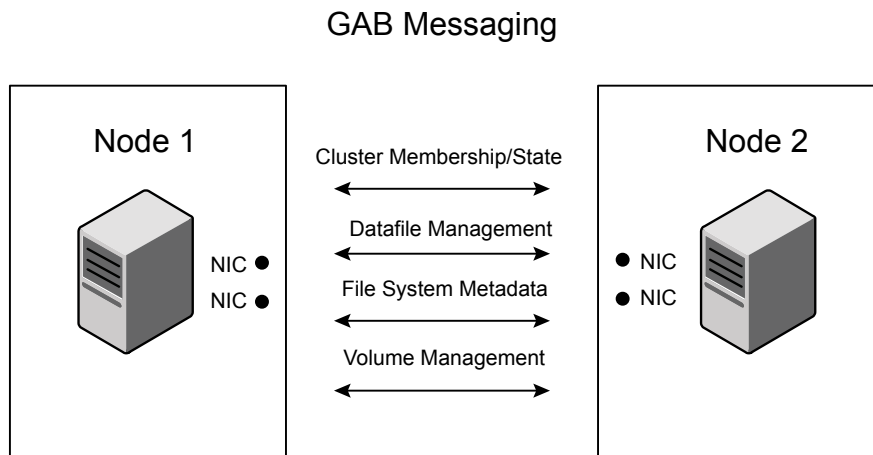 GAB Messaging
Node 1
NIC
NIC
Cluster Membership/State
Datafile Management
File System Metadata
Volume Management
Node 2
NIC
NIC